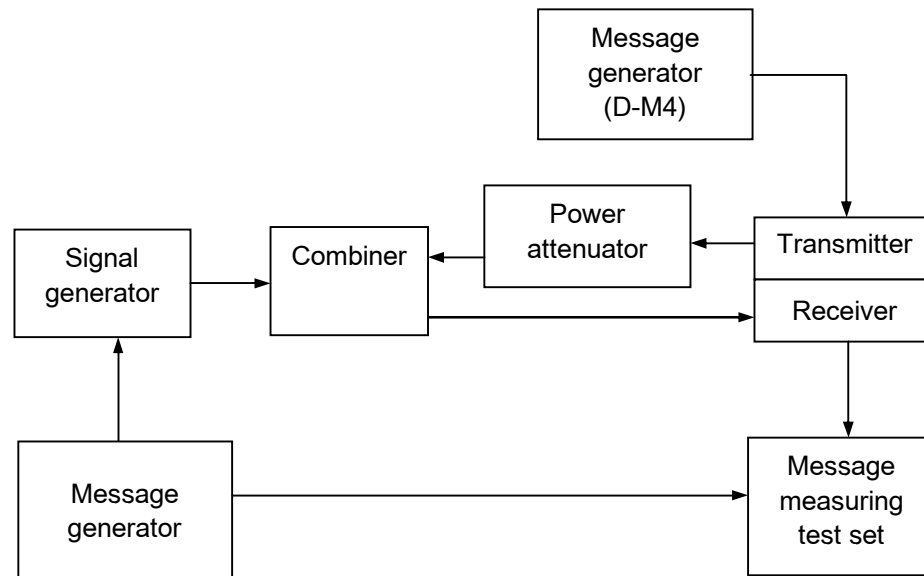 Message
generator
(D-M4)
Power
attenuator
Transmitter
Signal
generator
Combiner
Receiver
Message
generator
Message
measuring
test set